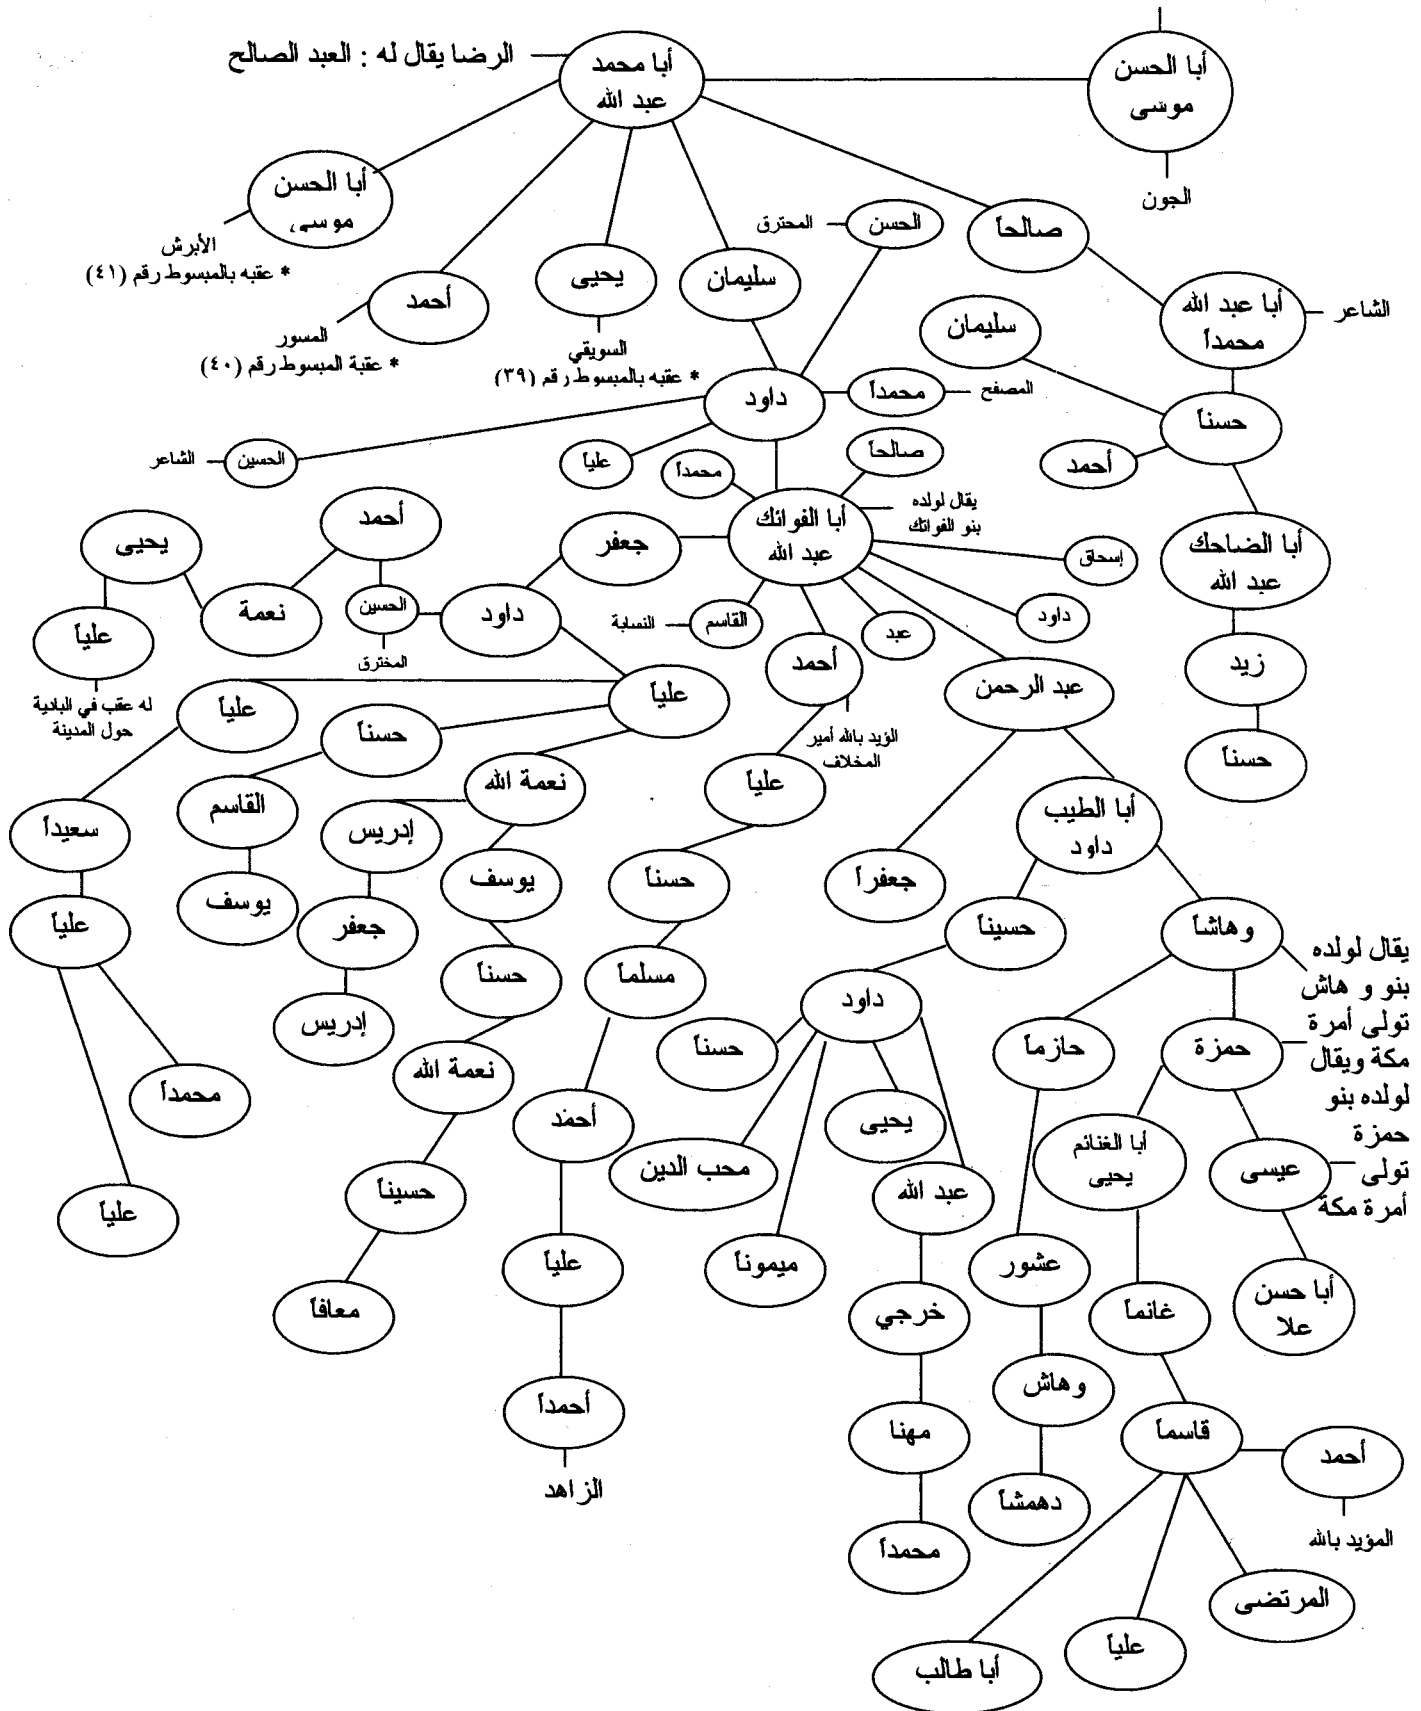 الرضا يقال له : العبد الصالح
أبا محمد
عبد الله
أبا الحسن
موسى
الجون
أبا الحسن
موسى
الأبرش
* عقبه بالمبسوط رقم (٤١)
أحمد
المسور
* عقبة المبسوط رقم (٤٠)
يحيى
السويقي
* عقبه بالمبسوط رقم (٣٩)
سليمان
الحسن
المحترق
صالحاً
أبا عبد الله
محمداً
الشاعر
سليمان
حسناً
أحمد
داود
محمداً
المصفح
علياً
الحسين
الشاعر
محمداً
صالحاً
أبا الفواتك
عبد الله
يقال لولده
بنو الفواتك
إسحاق
داود
أبا الضاحك
عبد الله
زيد
حسناً
جعفر
أحمد
يحيى
نعمة
الحسين
المخترق
داود
القاسم
النسابة
أحمد
عبد
عبد الرحمن
علياً
له عقب في البادية
حول المدينة
علياً
حسناً
علياً
المؤيد بالله أمير
المخلاف
علياً
نعمة الله
القاسم
سعيداً
إدريس
أبا الطيب
داود
يوسف
يوسف
حسناً
جعفراً
علياً
جعفر
حسناً
مسلماً
حسيناً
وهاشا
يقال لولده
بنو و هاش
تولى أمرة
مكة ويقال
لولده بنو
حمزة
داود
إدريس
حسناً
حازماً
حمزة
محمداً
نعمة الله
أحمد
محب الدين
يحيى
أبا الغنائم
يحيى
عيسى
تولى
أمرة مكة
علياً
حسيناً
عبد الله
علياً
ميموناً
عشور
معافاً
خرجي
غانماً
أبا حسن
علا
أحمداً
الزاهد
مهنا
وهاش
قاسماً
أحمد
المؤيد بالله
دهمشاً
محمداً
المرتضى
علياً
أبا طالب